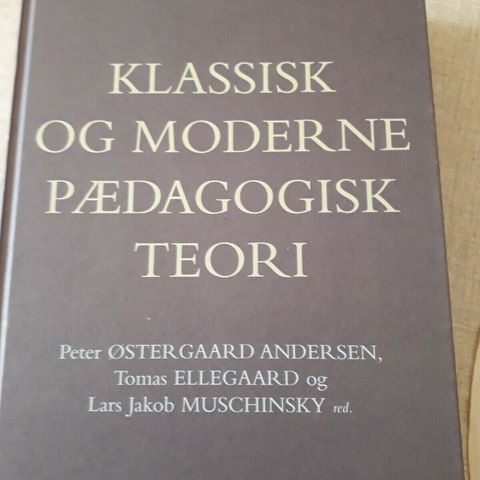 KLASSISK
OG MODERNE
PÆDAGOGISK
TEORI
Peter ØSTERGAARD ANDERSEN,
Tomas ELLEGAARD og
Lars Jakob MUSCHINSKY red.